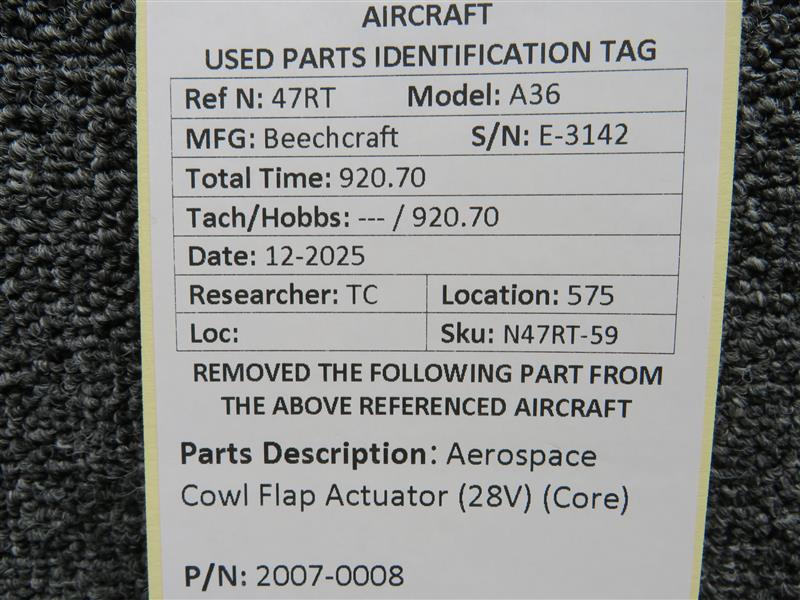 AIRCRAFT
USED PARTS IDENTIFICATION TAG
Ref N: 47RT Model: A36
MFG: Beechcraft S/N: E-3142
Total Time: 920.70
Tach/Hobbs: --- / 920.70
Date: 12-2025
Researcher: TC Location: 575
Loc: Sku: N47RT-59
REMOVED THE FOLLOWING PART FROM
THE ABOVE REFERENCED AIRCRAFT
Parts Description: Aerospace
Cowl Flap Actuator (28V) (Core)
P/N: 2007-0008